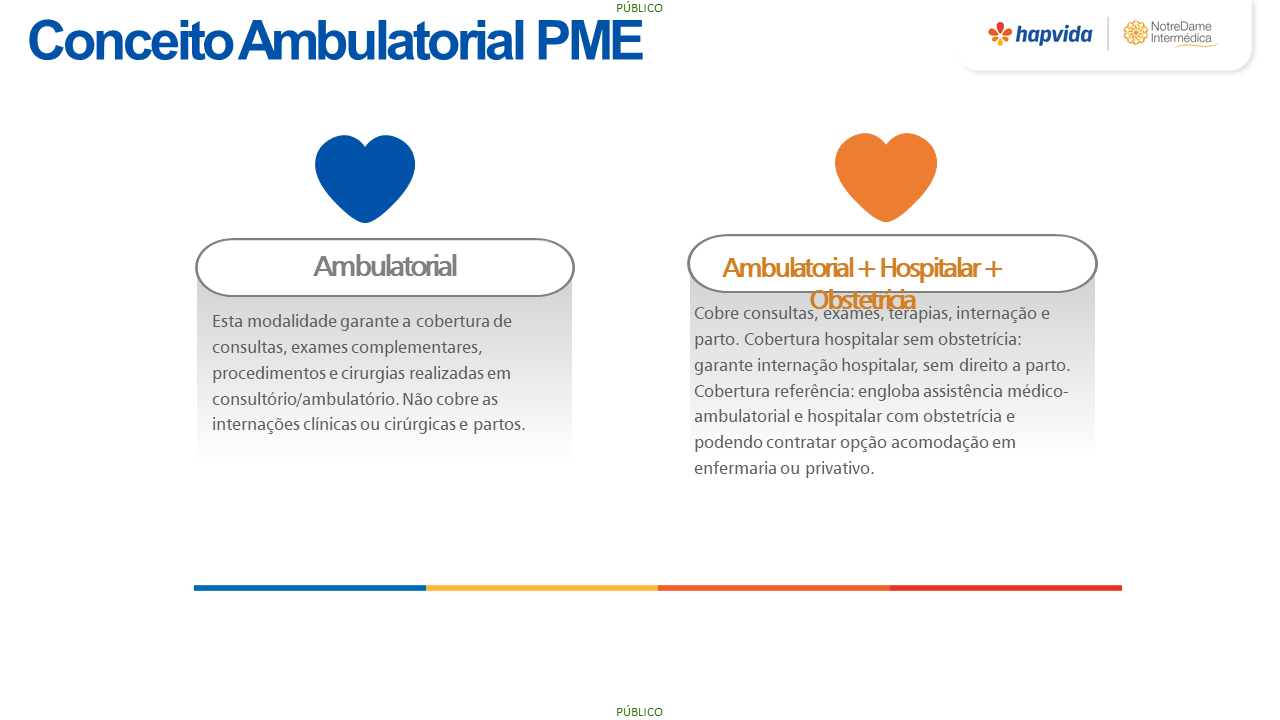 PÚBLICO
Conceito Ambulatorial PME
hapvida
NotreDame
Intermédica
Ambulatorial
Esta modalidade garante a cobertura de
consultas, exames complementares,
procedimentos e cirurgias realizadas em
consultório/ambulatório. Não cobre as
internações clínicas ou cirúrgicas e partos.
Ambulatorial + Hospitalar +
Obstetrícia
Cobre consultas, exames, terapias, internação e
parto. Cobertura hospitalar sem obstetrícia:
garante internação hospitalar, sem direito a parto.
Cobertura referência: engloba assistência médico-
ambulatorial e hospitalar com obstetrícia e
podendo contratar opção acomodação em
enfermaria ou privativo.
PÚBLICO